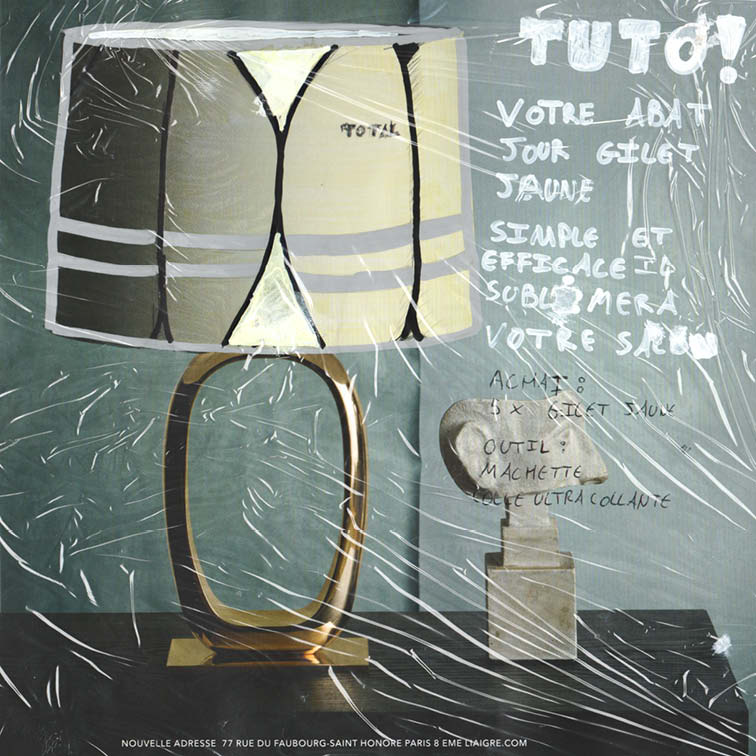 TUTO!
VOTRE ABAT
JOUR GILET
JAUNE
SIMPLE ET
EFFICACE
SUBLIMERA
VOTRE SALON
TOTAL
ACHAT :
5 x GILET JAUNE
OUTIL :
MACHETTE
COLLE ULTRA COLLANTE
NOUVELLE ADRESSE 77 RUE DU FAUBOURG-SAINT HONORE PARIS 8 EME LIAIGRE.COM